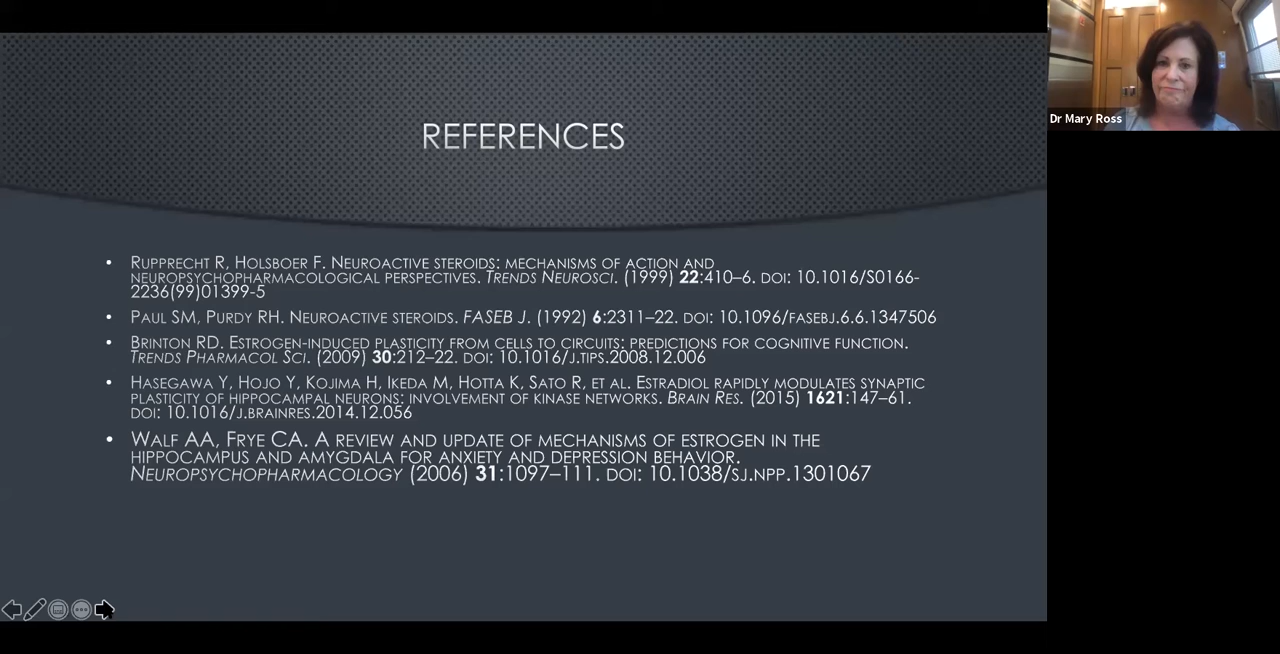 REFERENCES
Dr Mary Ross
• RUPPRECHT R, HOLSBOER F. NEUROACTIVE STEROIDS: MECHANISMS OF ACTION AND
NEUROPSYCHOPHARMACOLOGICAL PERSPECTIVES. TRENDS NEUROSCI. (1999) 22:410–6. DOI: 10.1016/S0166-
2236(99)01399-5
• PAUL SM, PURDY RH. NEUROACTIVE STEROIDS. FASEB J. (1992) 6:2311–22. DOI: 10.1096/FASEBJ.6.6.1347506
• BRINTON RD. ESTROGEN-INDUCED PLASTICITY FROM CELLS TO CIRCUITS: PREDICTIONS FOR COGNITIVE FUNCTION.
TRENDS PHARMACOL SCI. (2009) 30:212–22. DOI: 10.1016/J.TIPS.2008.12.006
• HASEGAWA Y, HOJO Y, KOJIMA H, IKEDA M, HOTTA K, SATO R, ET AL. ESTRADIOL RAPIDLY MODULATES SYNAPTIC
PLASTICITY OF HIPPOCAMPAL NEURONS: INVOLVEMENT OF KINASE NETWORKS. BRAIN RES. (2015) 1621:147–61.
DOI: 10.1016/J.BRAINRES.2014.12.056
• WALF AA, FRYE CA. A REVIEW AND UPDATE OF MECHANISMS OF ESTROGEN IN THE
HIPPOCAMPUS AND AMYGDALA FOR ANXIETY AND DEPRESSION BEHAVIOR.
NEUROPSYCHOPHARMACOLOGY (2006) 31:1097–111. DOI: 10.1038/SJ.NPP.1301067